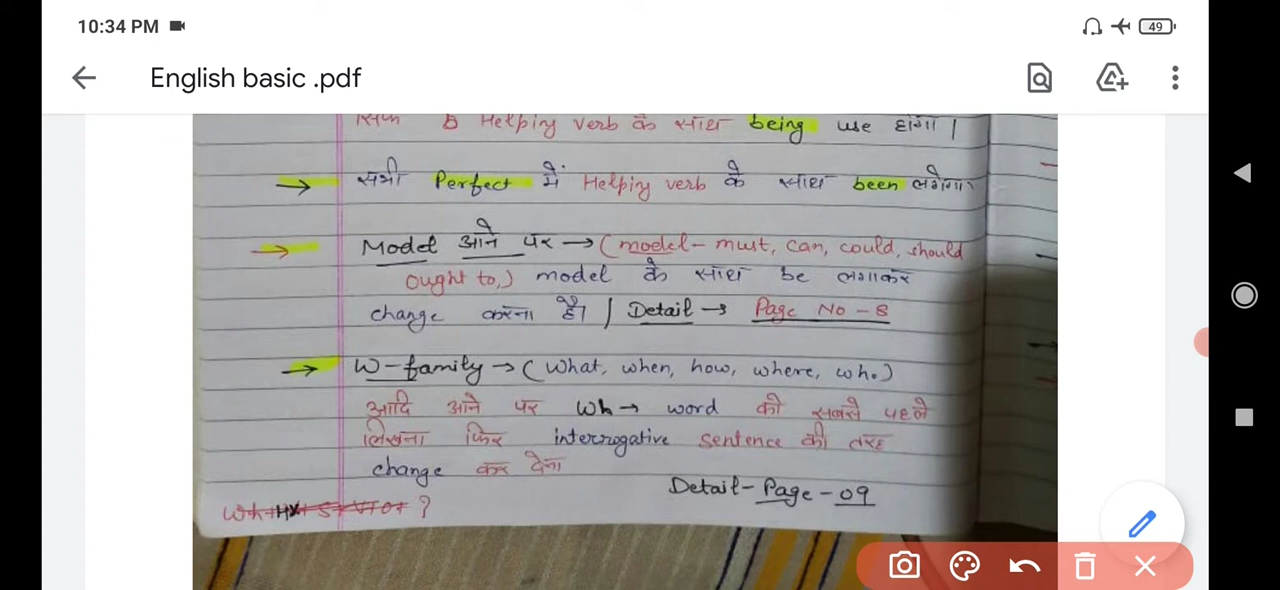 10:34 PM
49
English basic .pdf
सिर्फ 5 Helping verb के साथ being use होगा।
→ सभी Perfect में Helping verb के साथ been लगेगा।
→ Model आने पर → (model - must, can, could, should
ought to,) model के साथ be लगाकर
change करना है। / Detail → Page No - 8
→ W-family → (What, when, how, where, who.)
आदि आने पर Wh → word को सबसे पहले
लिखना फिर interrogative sentence की तरह
change कर देना
Detail - Page - 09
?